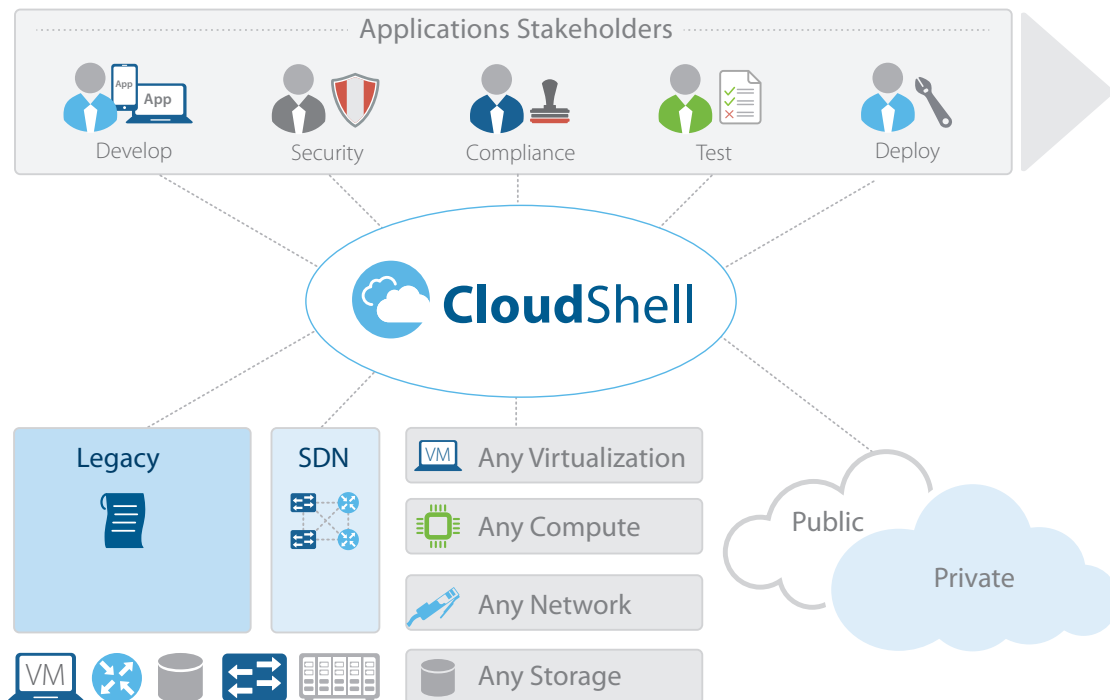 Applications Stakeholders
App
App
Develop
Security
Compliance
Test
Deploy
CloudShell
Legacy
SDN
VM
Any Virtualization
Any Compute
Public
Private
Any Network
VM
Any Storage